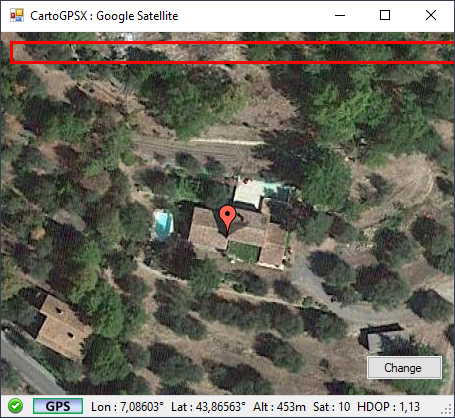 CartoGPSX : Google Satellite
Change
GPS Lon : 7,08603° Lat : 43,86563° Alt : 453m Sat : 10 HDOP : 1,13